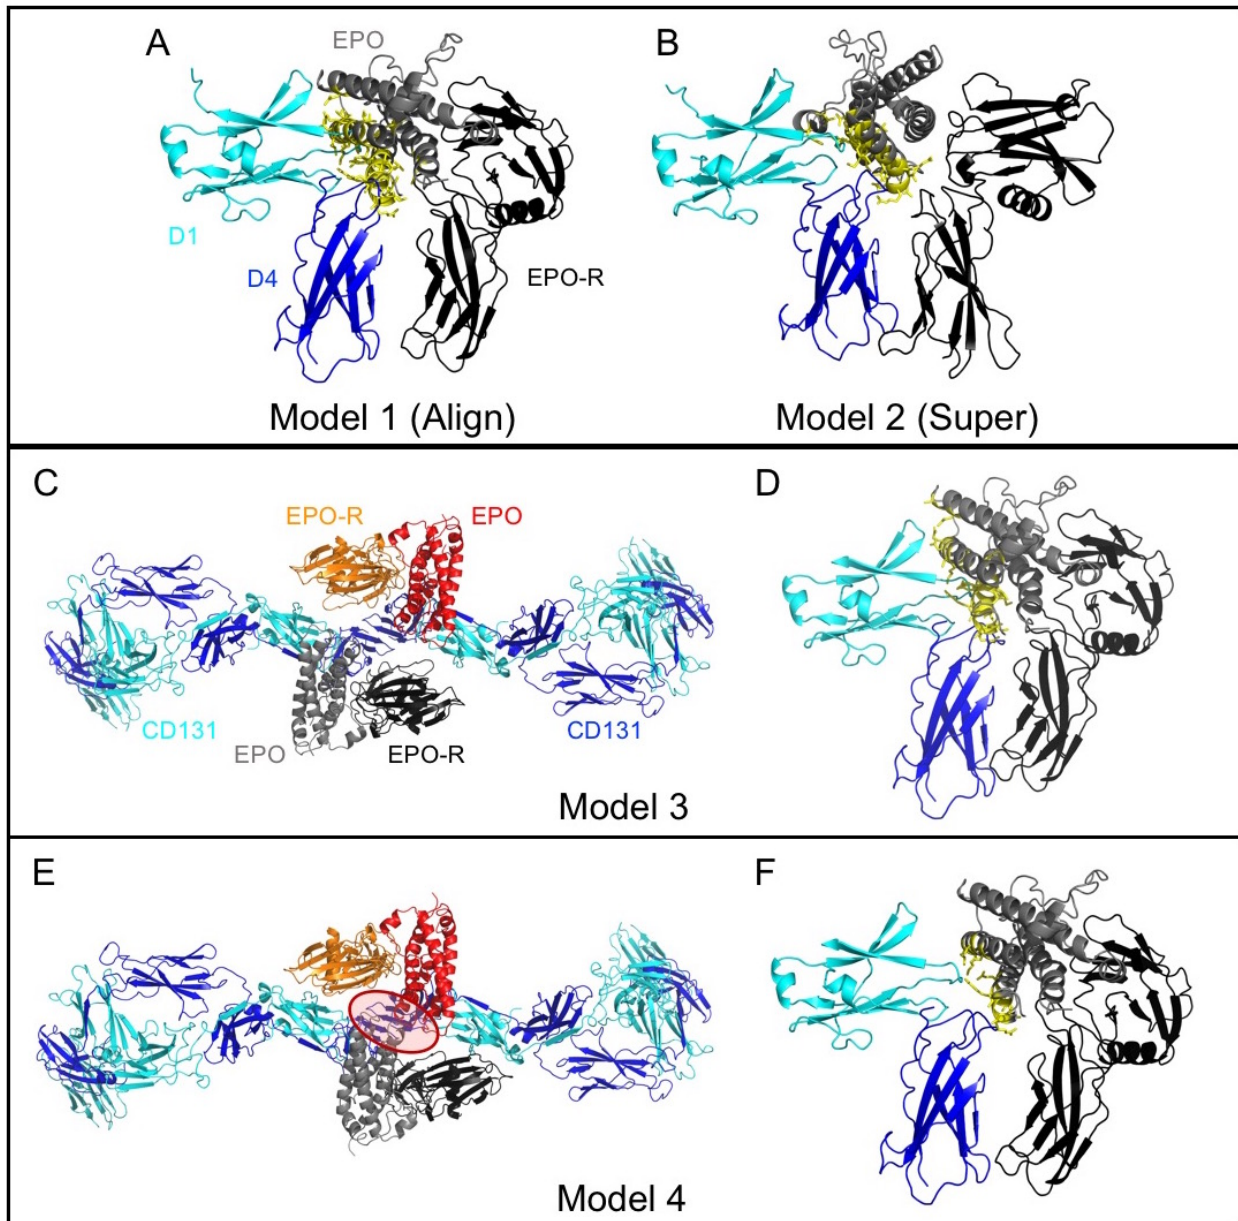 A
EPO
B
D1
D4
EPO-R
Model 1 (Align)
Model 2 (Super)
C
D
EPO-R
EPO
CD131
EPO
EPO-R
CD131
Model 3
E
F
Model 4